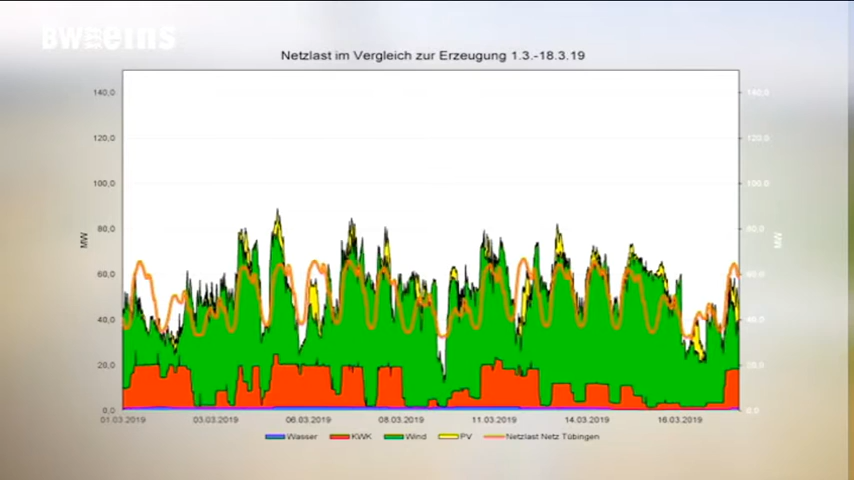 BW eins
Netzlast im Vergleich zur Erzeugung 1.3.-18.3.19
140,0 140,0
120,0 120,0
100,0 100,0
80,0 80,0
MW MW
60,0 60,0
40,0 40,0
20,0 20,0
0,0 0,0
01.03.2019 03.03.2019 06.03.2019 08.03.2019 11.03.2019 14.03.2019 16.03.2019
Wasser KWK Wind PV Netzlast Netz Tübingen